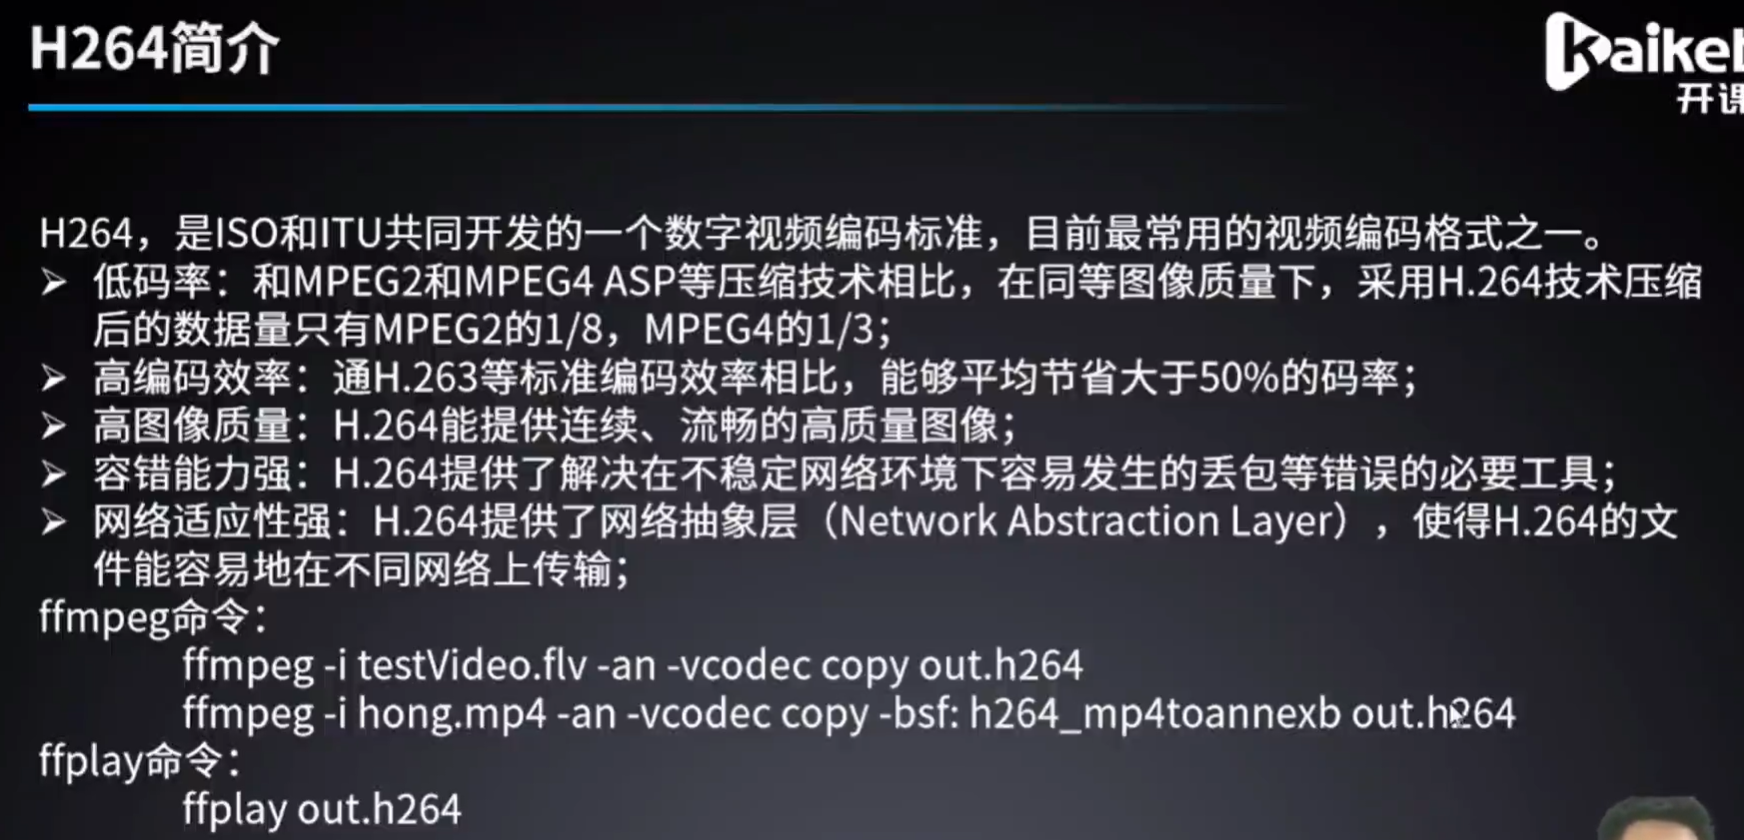 H264简介
kaikeb
开课
H264，是ISO和ITU共同开发的一个数字视频编码标准，目前最常用的视频编码格式之一。
➢ 低码率：和MPEG2和MPEG4 ASP等压缩技术相比，在同等图像质量下，采用H.264技术压缩
后的数据量只有MPEG2的1/8，MPEG4的1/3；
➢ 高编码效率：通H.263等标准编码效率相比，能够平均节省大于50%的码率；
➢ 高图像质量：H.264能提供连续、流畅的高质量图像；
➢ 容错能力强：H.264提供了解决在不稳定网络环境下容易发生的丢包等错误的必要工具；
➢ 网络适应性强：H.264提供了网络抽象层（Network Abstraction Layer），使得H.264的文
件能容易地在不同网络上传输；
ffmpeg命令：
ffmpeg -i testVideo.flv -an -vcodec copy out.h264
ffmpeg -i hong.mp4 -an -vcodec copy -bsf: h264_mp4toannexb out.h264
ffplay命令：
ffplay out.h264